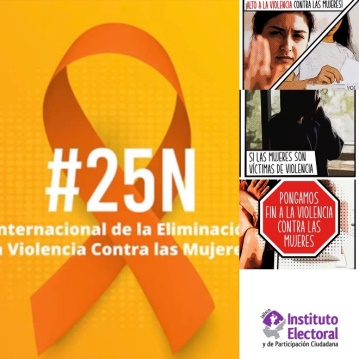 #25N
nternacional de la Eliminació
a Violencia Contra las Mujere
¡ALTO A LA VIOLENCIA CONTRA LAS MUJERES!
SI LAS MUJERES SON
VÍCTIMAS DE VIOLENCIA
PONGAMOS
FIN A LA VIOLENCIA
CONTRA LAS
MUJERES
Instituto
Electoral
y de Participación Ciudadana